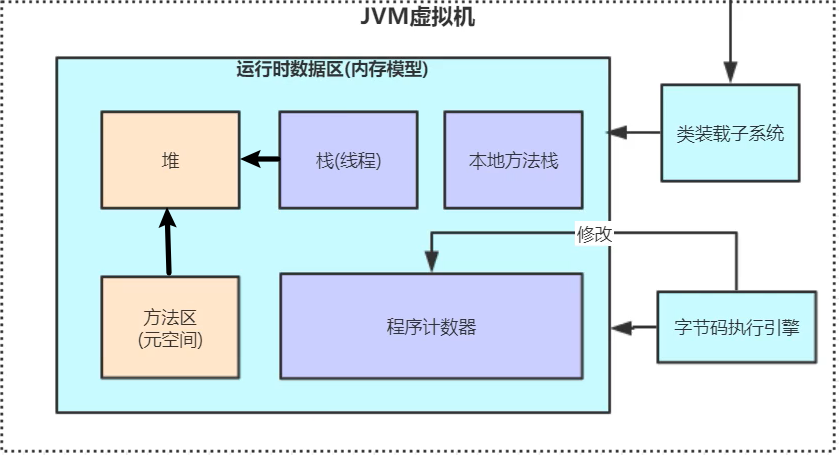 JVM虚拟机
运行时数据区(内存模型)
堆
栈(线程)
本地方法栈
类装载子系统
修改
方法区
(元空间)
程序计数器
字节码执行引擎